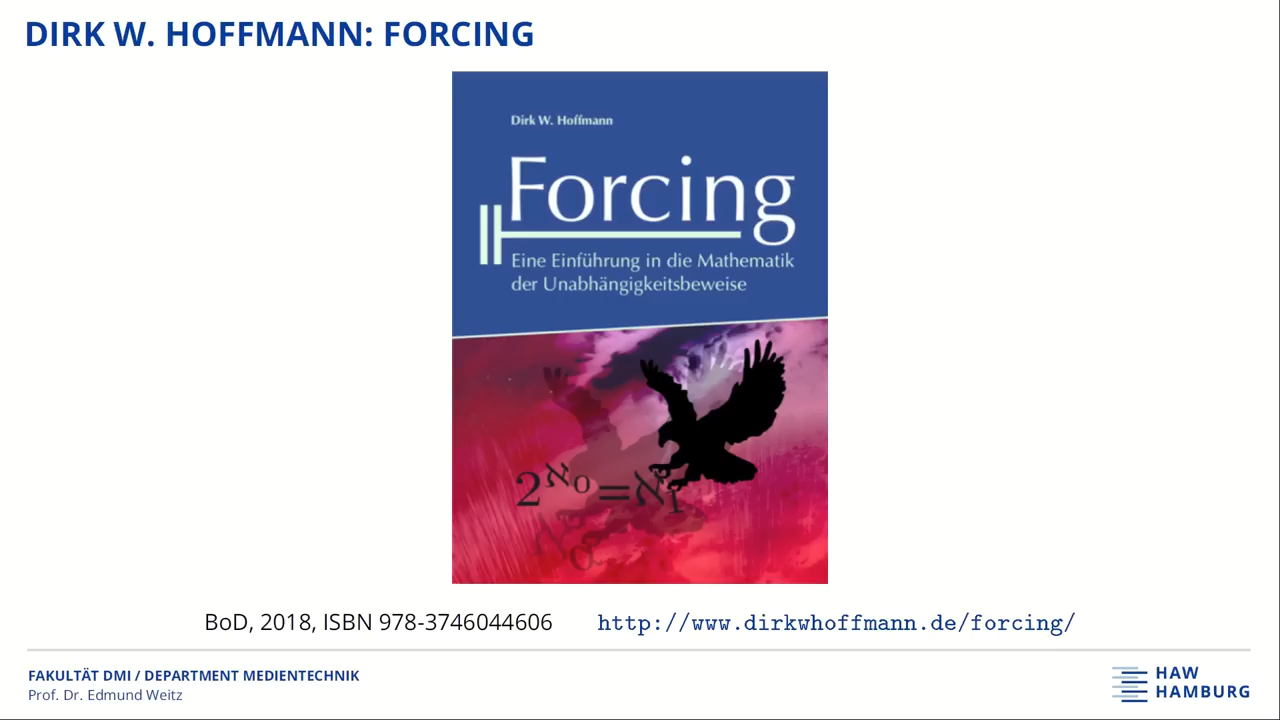 DIRK W. HOFFMANN: FORCING
Dirk W. Hoffmann
Forcing
Eine Einführung in die Mathematik
der Unabhängigkeitsbeweise
2^ℵ0 = ℵ1
ℵ0
BoD, 2018, ISBN 978-3746044606 http://www.dirkwhoffmann.de/forcing/
FAKULTÄT DMI / DEPARTMENT MEDIENTECHNIK
Prof. Dr. Edmund Weitz
HAW
HAMBURG